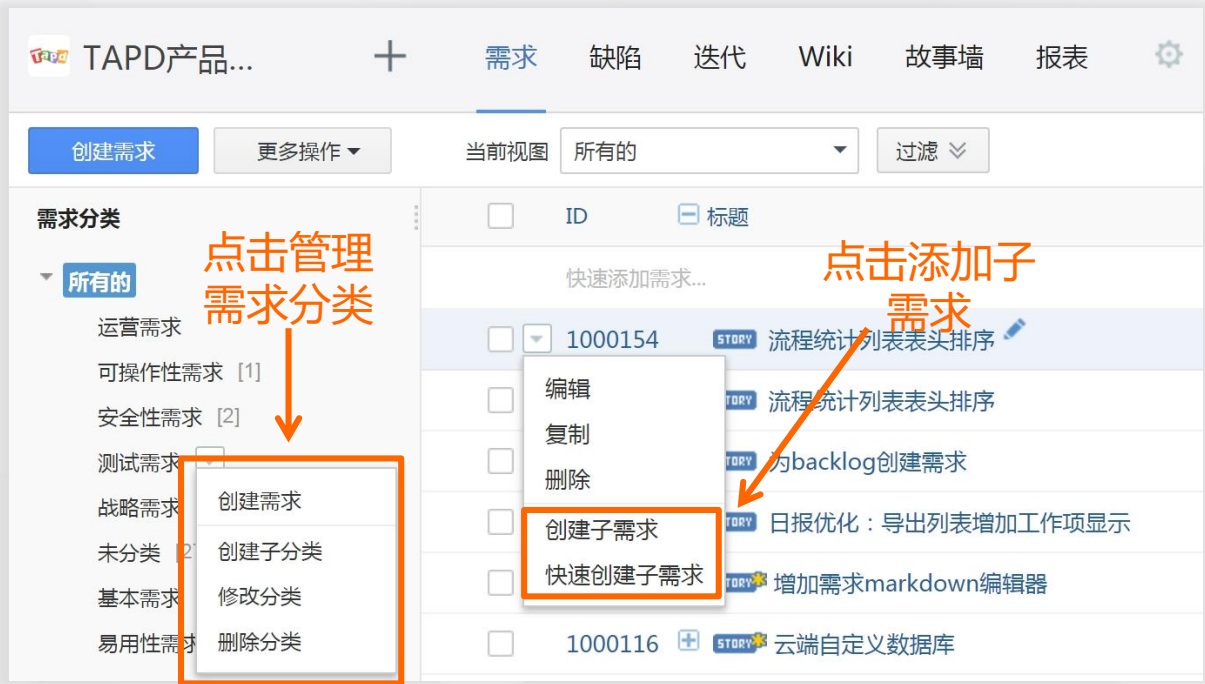 Tapd TAPD产品... 需求 缺陷 迭代 Wiki 故事墙 报表
创建需求 更多操作 当前视图 所有的 过滤
需求分类
点击管理
需求分类
所有的
运营需求
可操作性需求 [1]
安全性需求 [2]
测试需求
战略需求
未分类
基本需求
易用性需求
创建需求
创建子分类
修改分类
删除分类
ID 标题
快速添加需求...
点击添加子
需求
1000154 STORY 流程统计列表表头排序
编辑
复制
删除
创建子需求
快速创建子需求
流程统计列表表头排序
为backlog创建需求
日报优化：导出列表增加工作项显示
增加需求markdown编辑器
1000116 STORY 云端自定义数据库